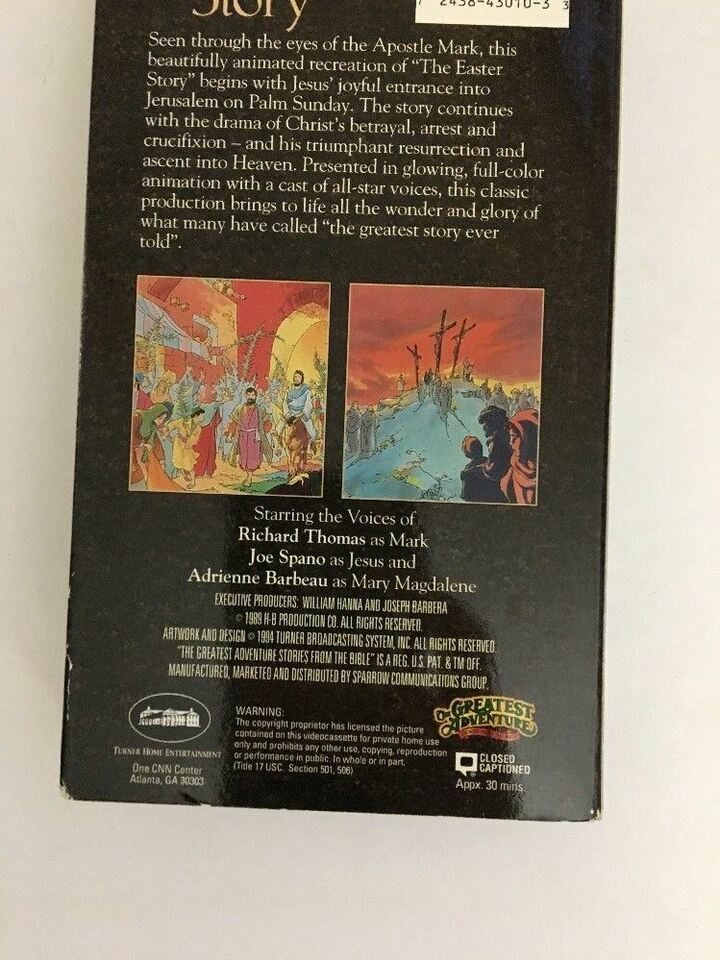 Story
7 2438-43010-3 3
Seen through the eyes of the Apostle Mark, this
beautifully animated recreation of “The Easter
Story” begins with Jesus’ joyful entrance into
Jerusalem on Palm Sunday. The story continues
with the drama of Christ’s betrayal, arrest and
crucifixion – and his triumphant resurrection and
ascent into Heaven. Presented in glowing, full-color
animation with a cast of all-star voices, this classic
production brings to life all the wonder and glory of
what many have called “the greatest story ever
told”.
Starring the Voices of
Richard Thomas as Mark
Joe Spano as Jesus and
Adrienne Barbeau as Mary Magdalene
EXECUTIVE PRODUCERS: WILLIAM HANNA AND JOSEPH BARBERA
© 1989 H-B PRODUCTION CO. ALL RIGHTS RESERVED.
ARTWORK AND DESIGN © 1994 TURNER BROADCASTING SYSTEM, INC. ALL RIGHTS RESERVED.
“THE GREATEST ADVENTURE STORIES FROM THE BIBLE” IS A REG. U.S. PAT. & TM OFF.
MANUFACTURED, MARKETED AND DISTRIBUTED BY SPARROW COMMUNICATIONS GROUP.
TURNER HOME ENTERTAINMENT
One CNN Center
Atlanta, GA 30303
WARNING:
The copyright proprietor has licensed the picture
contained on this videocassette for private home use
only and prohibits any other use, copying, reproduction
or performance in public. In whole or in part.
(Title 17 USC. Section 501, 506)
The GREATEST
ADVENTURE
CLOSED
CAPTIONED
Appx. 30 mins.